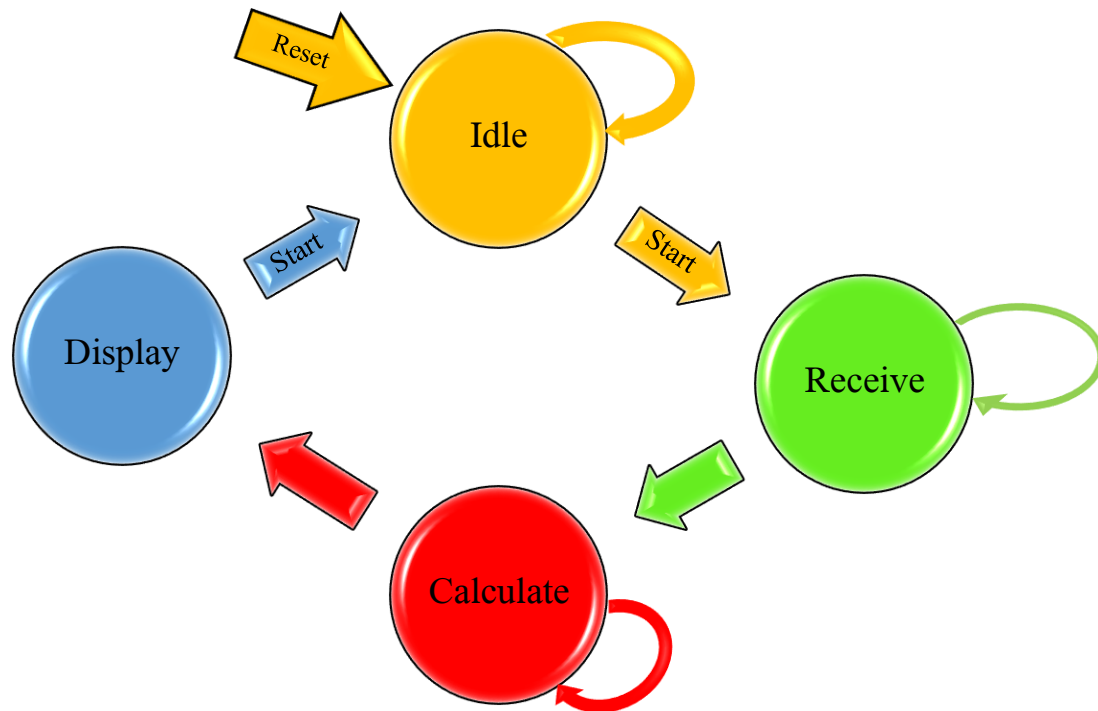 Reset
Idle
Start
Start
Display
Receive
Calculate